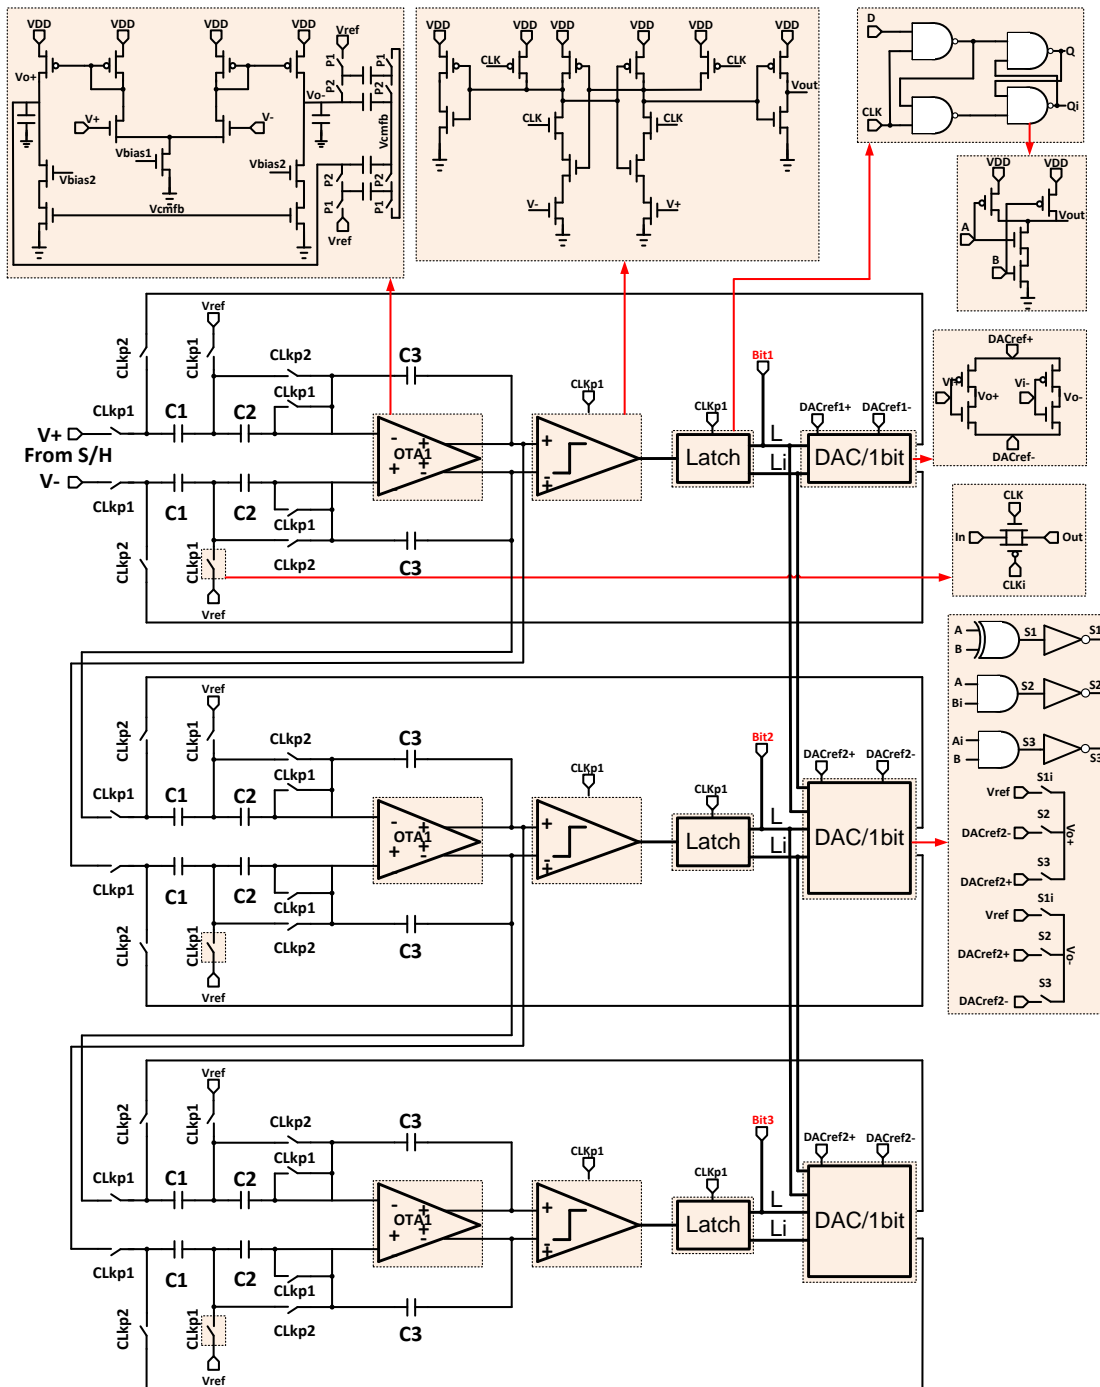 VDD VDD VDD VDD Vref
P1 P1
Vo+
P2 P2
Vo-
V+ V-
Vcmfb
Vbias1
Vbias2 Vbias2
P2 P2
Vcmfb
P1 P1
Vref
VDD VDD VDD VDD VDD VDD
CLK CLK
Vout
CLK CLK
V- V+
D
Q
CLK Qi
VDD VDD
Vout
A
B
DACref+
Vi+ Vi-
Vo+ Vo-
DACref-
CLK
In Out
CLKi
A S1 S1
B
A S2 S2
Bi
Ai S3 S3
B
S1i
Vref
S2
DACref2- Vo+
S3
DACref2+
S1i
Vref
S2
DACref2+ Vo-
S3
DACref2-
Vref
CLkp2 CLkp1 CLkp2 C3
CLkp1
CLKp1 Bit1
CLkp1 C1 C2 CLKp1 DACref1+ DACref1-
V+ OTA1 Latch L DAC/1bit
From S/H Li
V-
CLkp1 C1 C2 CLkp1
CLkp2 CLkp1 CLkp2 C3
Vref
Vref
CLkp2 CLkp1 CLkp2 C3
CLkp1
CLKp1 Bit2
CLkp1 C1 C2 CLKp1 DACref2+ DACref2-
OTA1 Latch L DAC/1bit
Li
CLkp1 C1 C2 CLkp1
CLkp2 CLkp1 CLkp2 C3
Vref
Vref
CLkp2 CLkp1 CLkp2 C3
CLkp1
CLKp1 Bit3
CLkp1 C1 C2 CLKp1 DACref2+ DACref2-
OTA1 Latch L DAC/1bit
Li
CLkp1 C1 C2 CLkp1
CLkp2 CLkp1 CLkp2 C3
Vref